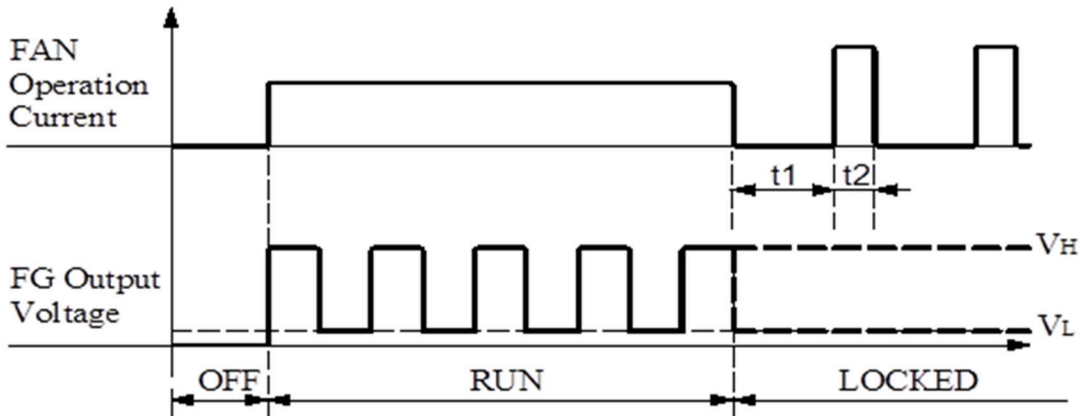 FAN
Operation
Current
t1 t2
FG Output
Voltage
VH
VL
OFF RUN LOCKED